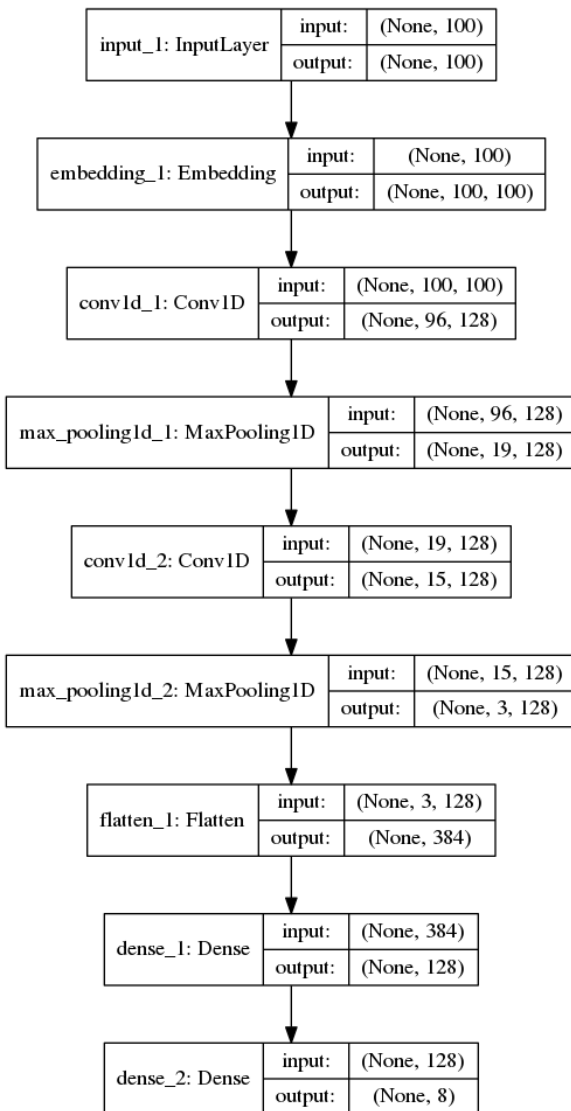 input_1: InputLayer
input: (None, 100)
output: (None, 100)
embedding_1: Embedding
input: (None, 100)
output: (None, 100, 100)
conv1d_1: Conv1D
input: (None, 100, 100)
output: (None, 96, 128)
max_pooling1d_1: MaxPooling1D
input: (None, 96, 128)
output: (None, 19, 128)
conv1d_2: Conv1D
input: (None, 19, 128)
output: (None, 15, 128)
max_pooling1d_2: MaxPooling1D
input: (None, 15, 128)
output: (None, 3, 128)
flatten_1: Flatten
input: (None, 3, 128)
output: (None, 384)
dense_1: Dense
input: (None, 384)
output: (None, 128)
dense_2: Dense
input: (None, 128)
output: (None, 8)